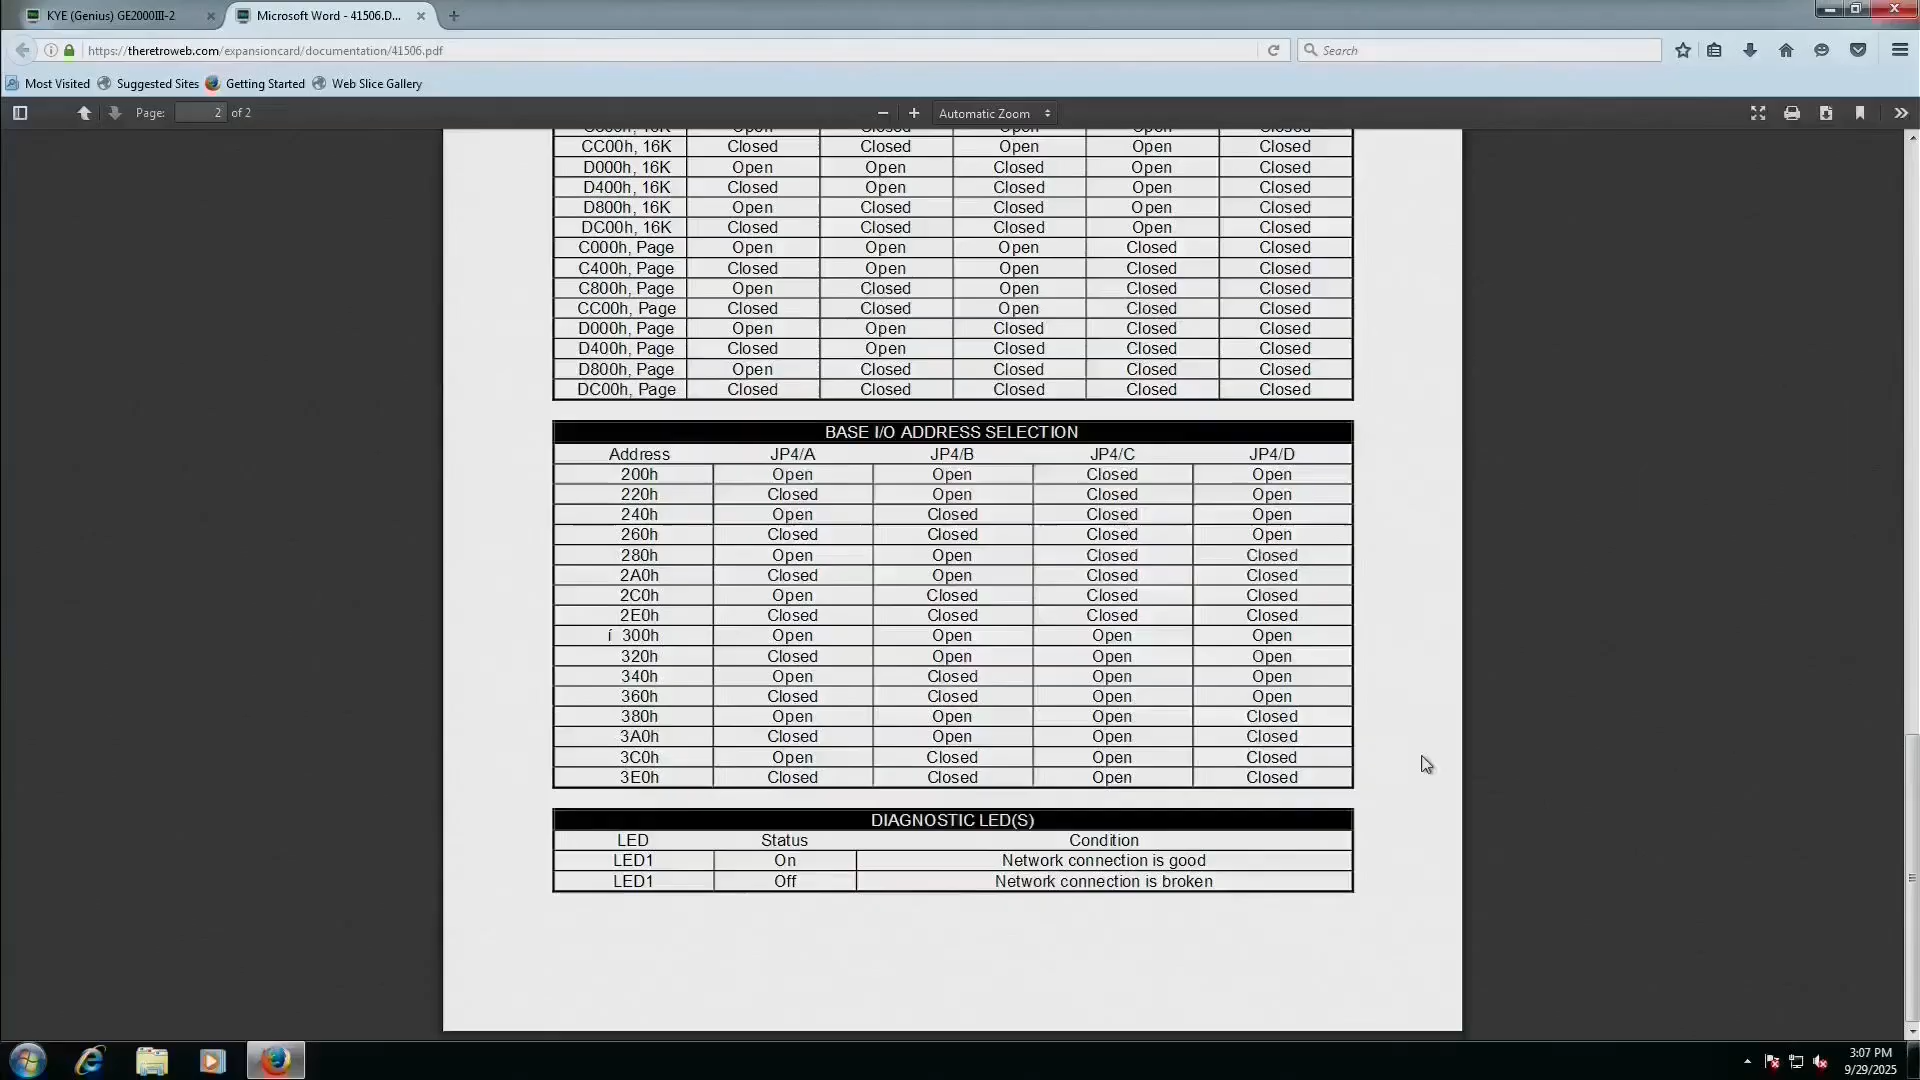 KYE (Genius) GE2000III-2
Microsoft Word - 41506.D...
https://theretroweb.com/expansioncard/documentation/41506.pdf
Search
Most Visited Suggested Sites Getting Started Web Slice Gallery
Page: 2 of 2
Automatic Zoom
CC00h, 16K Closed Closed Open Open Closed
D000h, 16K Open Open Closed Open Closed
D400h, 16K Closed Open Closed Open Closed
D800h, 16K Open Closed Closed Open Closed
DC00h, 16K Closed Closed Closed Open Closed
C000h, Page Open Open Open Closed Closed
C400h, Page Closed Open Open Closed Closed
C800h, Page Open Closed Open Closed Closed
CC00h, Page Closed Closed Open Closed Closed
D000h, Page Open Open Closed Closed Closed
D400h, Page Closed Open Closed Closed Closed
D800h, Page Open Closed Closed Closed Closed
DC00h, Page Closed Closed Closed Closed Closed
BASE I/O ADDRESS SELECTION
Address JP4/A JP4/B JP4/C JP4/D
200h Open Open Closed Open
220h Closed Open Closed Open
240h Open Closed Closed Open
260h Closed Closed Closed Open
280h Open Open Closed Closed
2A0h Closed Open Closed Closed
2C0h Open Closed Closed Closed
2E0h Closed Closed Closed Closed
í 300h Open Open Open Open
320h Closed Open Open Open
340h Open Closed Open Open
360h Closed Closed Open Open
380h Open Open Open Closed
3A0h Closed Open Open Closed
3C0h Open Closed Open Closed
3E0h Closed Closed Open Closed
DIAGNOSTIC LED(S)
LED Status Condition
LED1 On Network connection is good
LED1 Off Network connection is broken
3:07 PM
9/29/2025